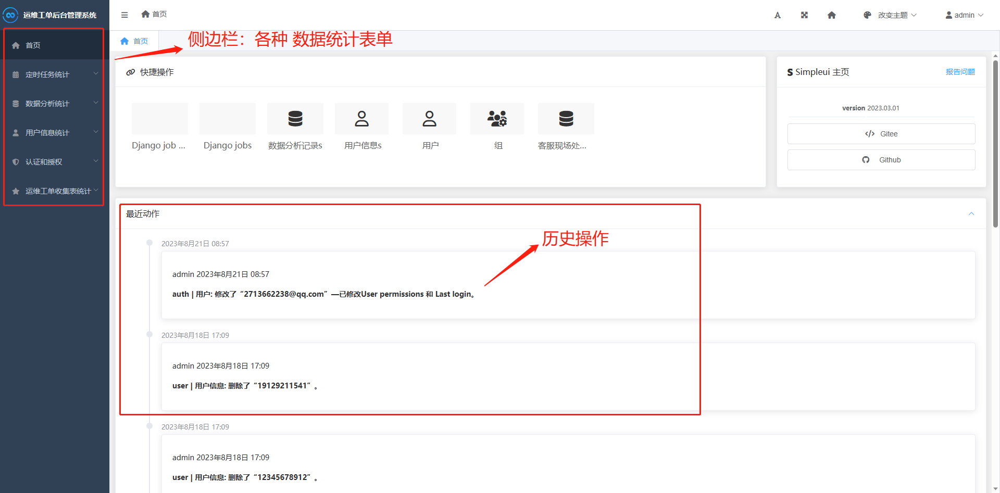 运维工单后台管理系统
首页
改变主题
admin
首页
侧边栏：各种 数据统计表单
首页
定时任务统计
数据分析统计
用户信息统计
认证和授权
运维工单收集表统计
快捷操作
Django job ...
Django jobs
数据分析记录s
用户信息s
用户
组
客服现场处...
Simpleui 主页
报告问题
version 2023.03.01
Gitee
Github
最近动作
历史操作
2023年8月21日 08:57
admin 2023年8月21日 08:57
auth | 用户: 修改了“2713662238@qq.com”—已修改User permissions 和 Last login。
2023年8月18日 17:09
admin 2023年8月18日 17:09
user | 用户信息: 删除了“19129211541”。
2023年8月18日 17:09
admin 2023年8月18日 17:09
user | 用户信息: 删除了“12345678912”。